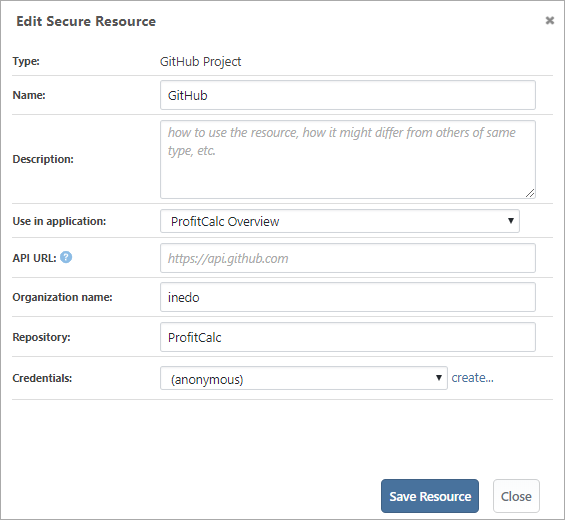 Edit Secure Resource ×
Type: GitHub Project
Name: GitHub
Description: how to use the resource, how it might differ from others of same
type, etc.
Use in application: ProfitCalc Overview
API URL: ? https://api.github.com
Organization name: inedo
Repository: ProfitCalc
Credentials: (anonymous) create...
Save Resource Close